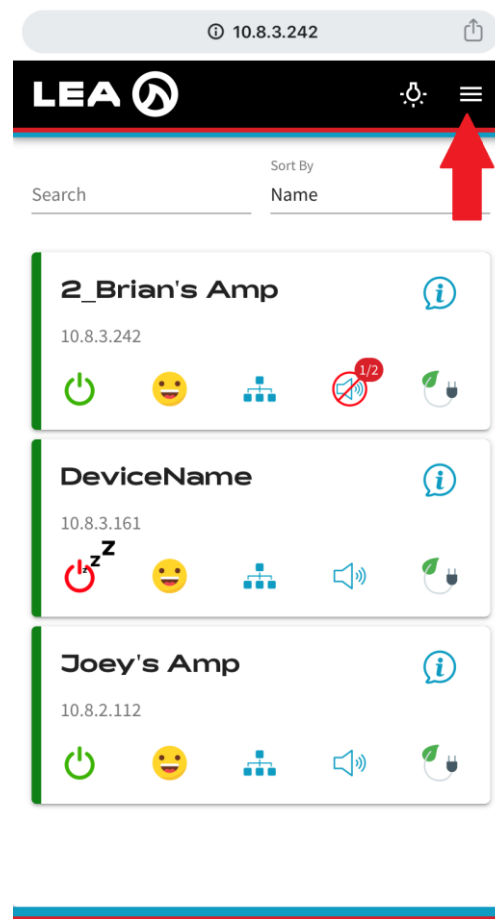 10.8.3.242
LEA
Sort By
Search
Name
2_Brian's Amp
i
10.8.3.242
1/2
DeviceName
i
10.8.3.161
z z Z
Joey's Amp
i
10.8.2.112